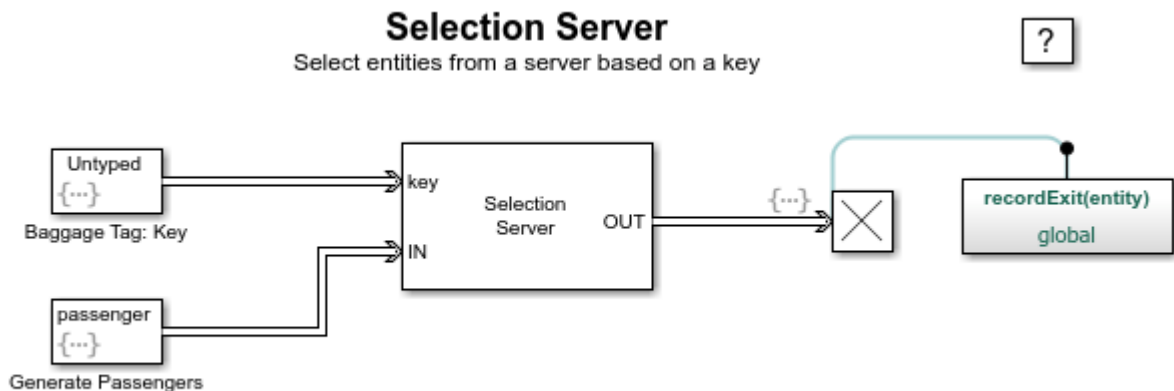 Selection Server
Select entities from a server based on a key
?
Untyped
{...}
Baggage Tag: Key
key
IN
Selection
Server
OUT
{...}
recordExit(entity)
global
passenger
{...}
Generate Passengers